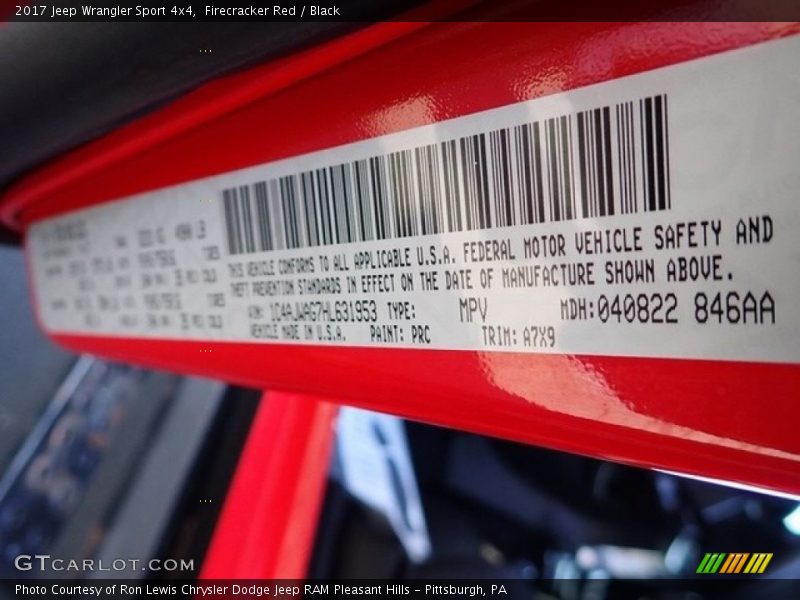 2017 Jeep Wrangler Sport 4x4,  Firecracker Red / Black
THIS VEHICLE CONFORMS TO ALL APPLICABLE U.S.A. FEDERAL MOTOR VEHICLE SAFETY AND
THEFT PREVENTION STANDARDS IN EFFECT ON THE DATE OF MANUFACTURE SHOWN ABOVE.
VIN: 1C4AJWAG7HL631953 TYPE: MPV MDH:040822 846AA
VEHICLE MADE IN U.S.A. PAINT: PRC TRIM: A7X9
GTCARLOT.COM
Photo Courtesy of Ron Lewis Chrysler Dodge Jeep RAM Pleasant Hills – Pittsburgh, PA